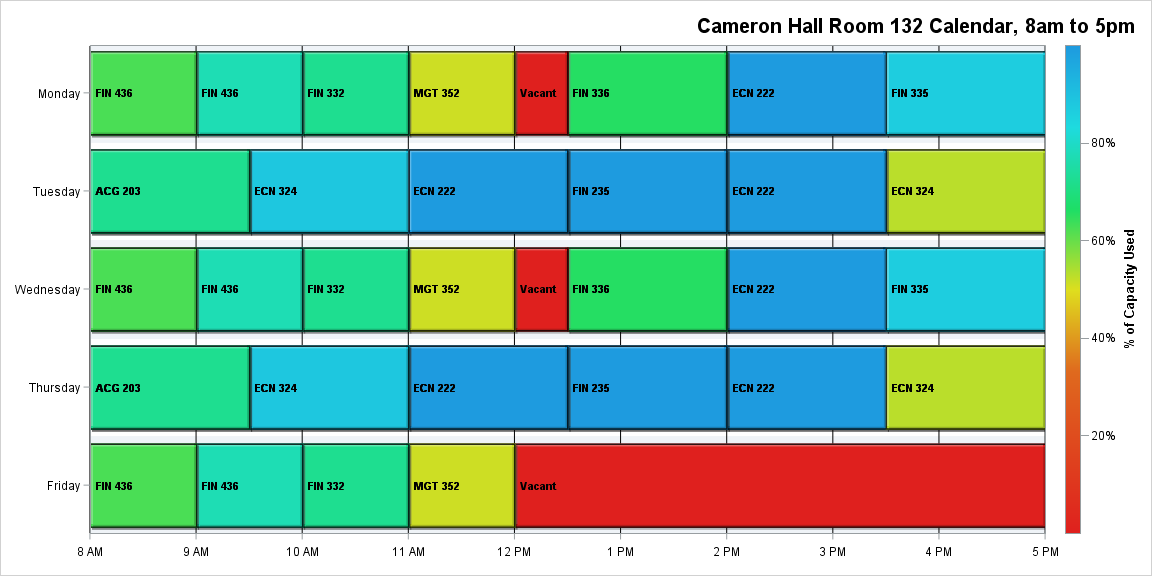 Cameron Hall Room 132 Calendar, 8am to 5pm
Monday FIN 436 FIN 436 FIN 332 MGT 352 Vacant FIN 336 ECN 222 FIN 335
Tuesday ACG 203 ECN 324 ECN 222 FIN 235 ECN 222 ECN 324
Wednesday FIN 436 FIN 436 FIN 332 MGT 352 Vacant FIN 336 ECN 222 FIN 335
Thursday ACG 203 ECN 324 ECN 222 FIN 235 ECN 222 ECN 324
Friday FIN 436 FIN 436 FIN 332 MGT 352 Vacant
8 AM 9 AM 10 AM 11 AM 12 PM 1 PM 2 PM 3 PM 4 PM 5 PM
80%
60%
40%
20%
% of Capacity Used